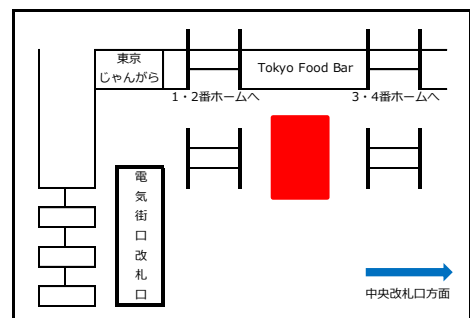 東京
じゃんがら
Tokyo Food Bar
1・2番ホームへ
3・4番ホームへ
電気街口改札口
中央改札口方面